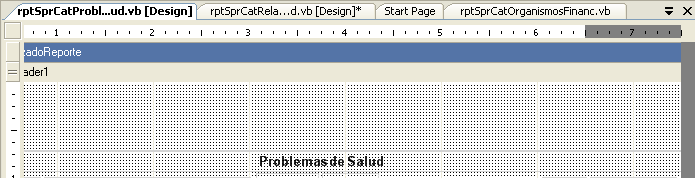 rptSprCatProbl...ud.vb [Design] rptSprCatRela...d.vb [Design]* Start Page rptSprCatOrganismosFinanc.vb
1 2 3 4 5 6 7
zadoReporte
ader1
Problemas de Salud